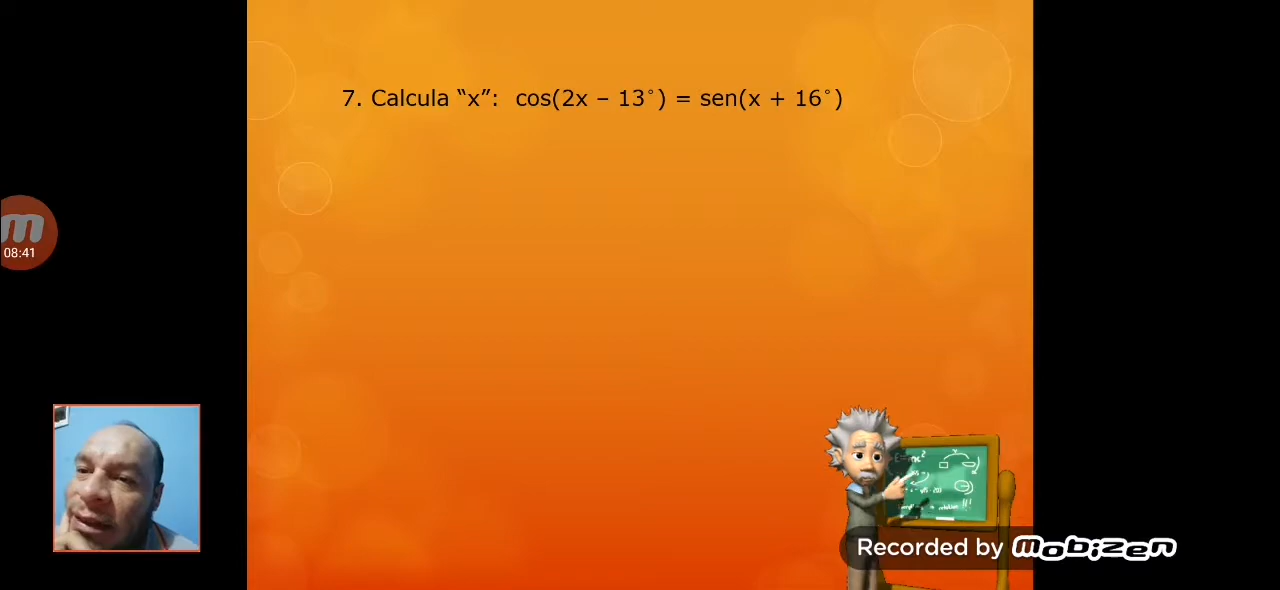 7. Calcula “x”: cos(2x – 13°) = sen(x + 16°)
m
08:41
Recorded by Mobizen